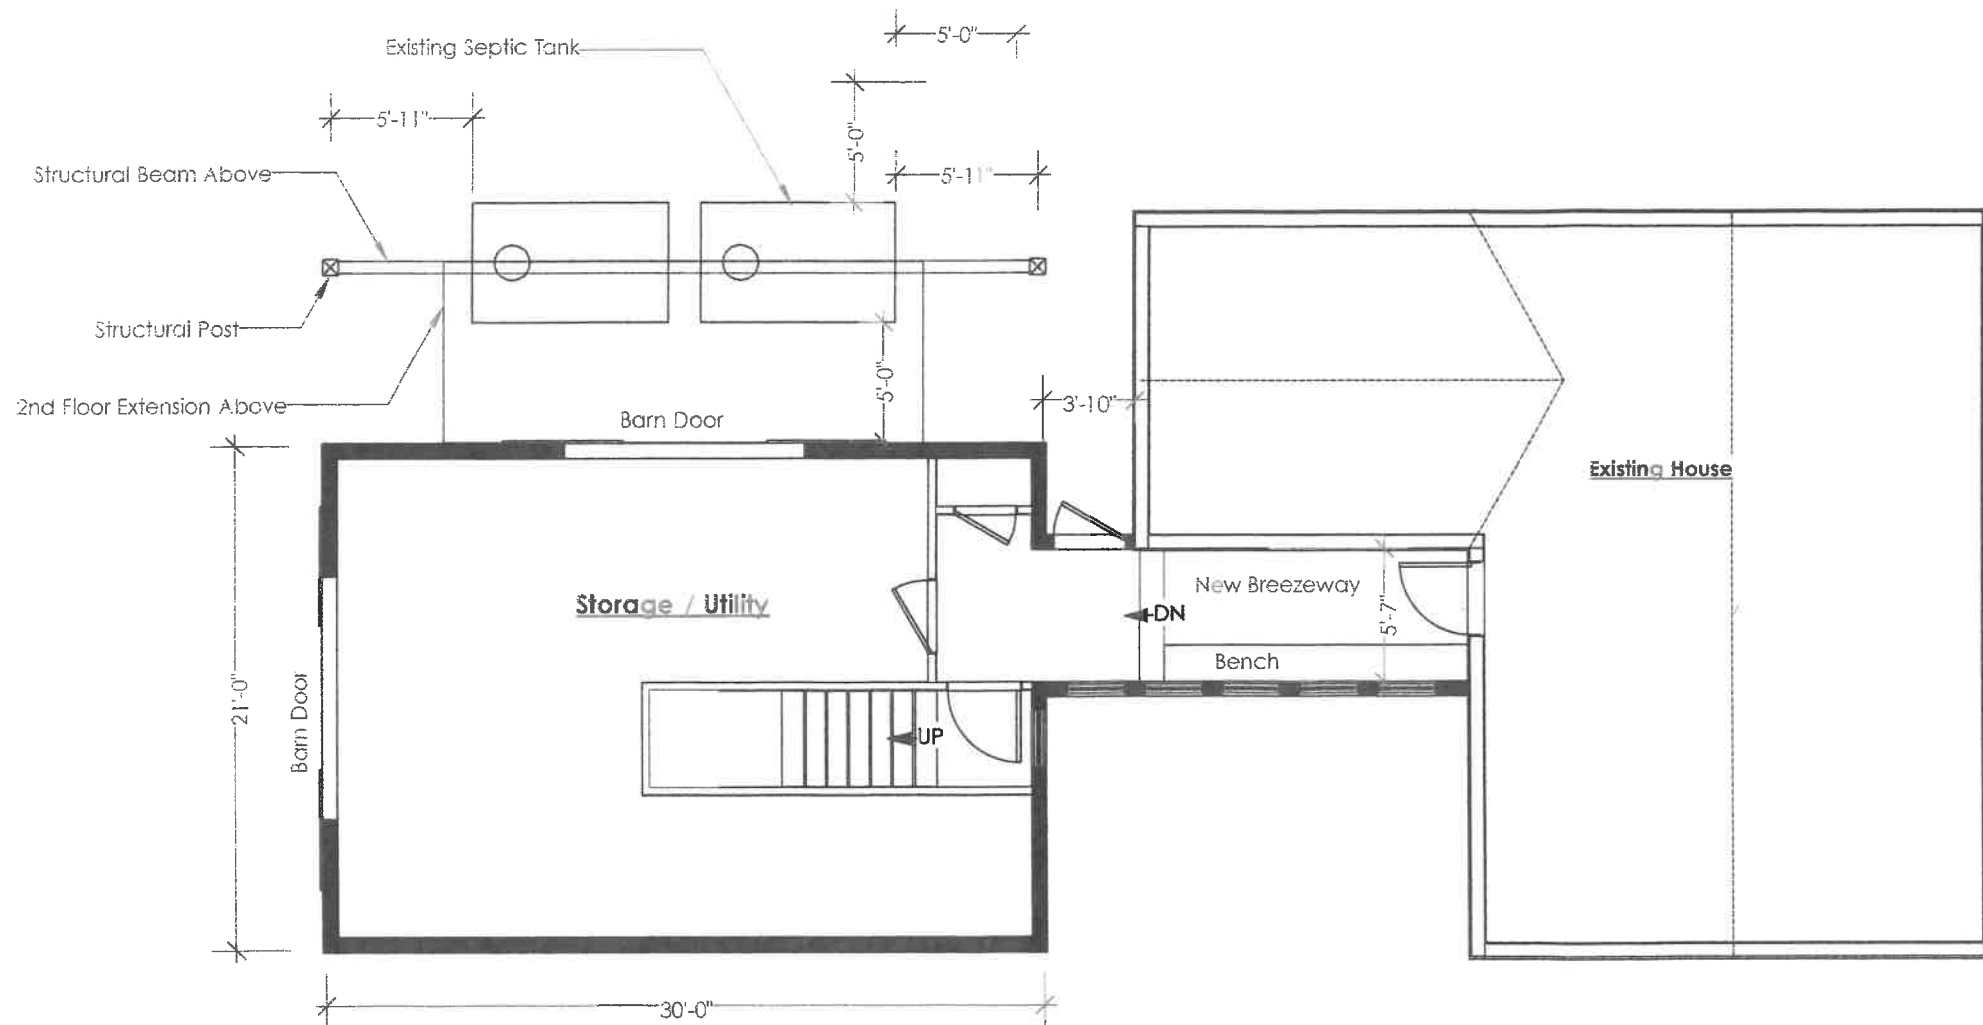 5'-0"
Existing Septic Tank
5'-11"
5'-0"
Structural Beam Above
5'-11"
Structural Post
5'-0"
2nd Floor Extension Above
3'-10"
Barn Door
Existing House
New Breezeway
Storage / Utility
DN
5'-7"
Bench
21'-0"
Barn Door
UP
30'-0"